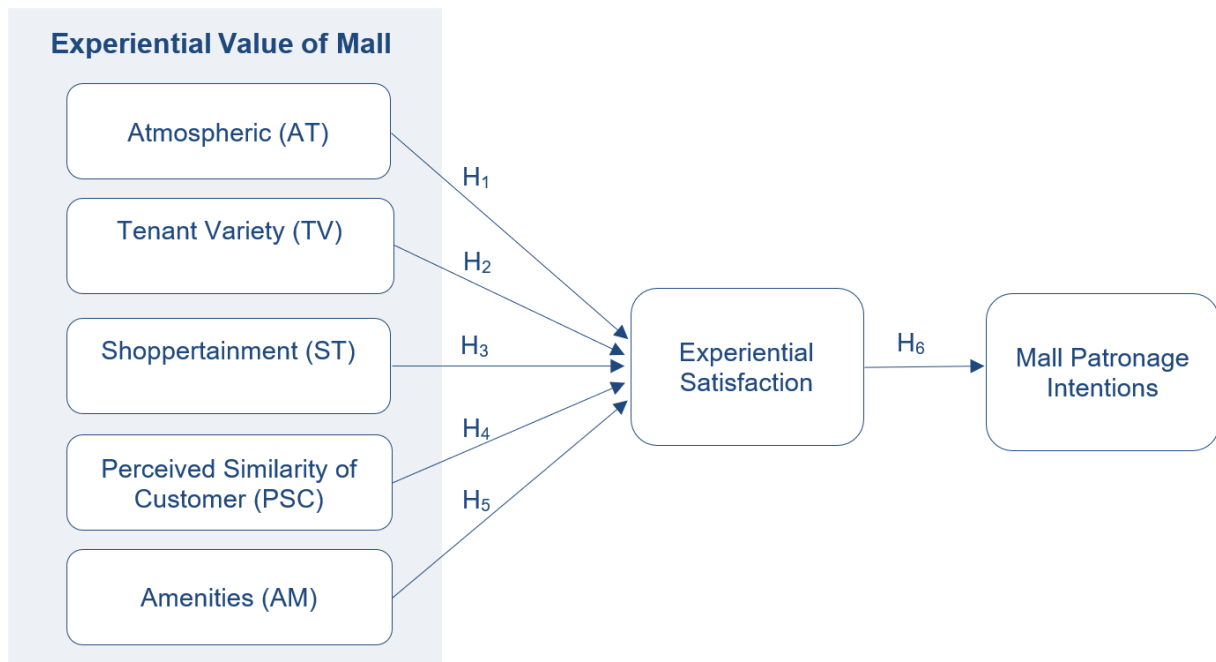 Experiential Value of Mall
Atmospheric (AT)
H₁
Tenant Variety (TV)
H₂
Shoppertainment (ST)
H₃
Experiential
Satisfaction
H₆
Mall Patronage
Intentions
H₄
Perceived Similarity of
Customer (PSC)
H₅
Amenities (AM)